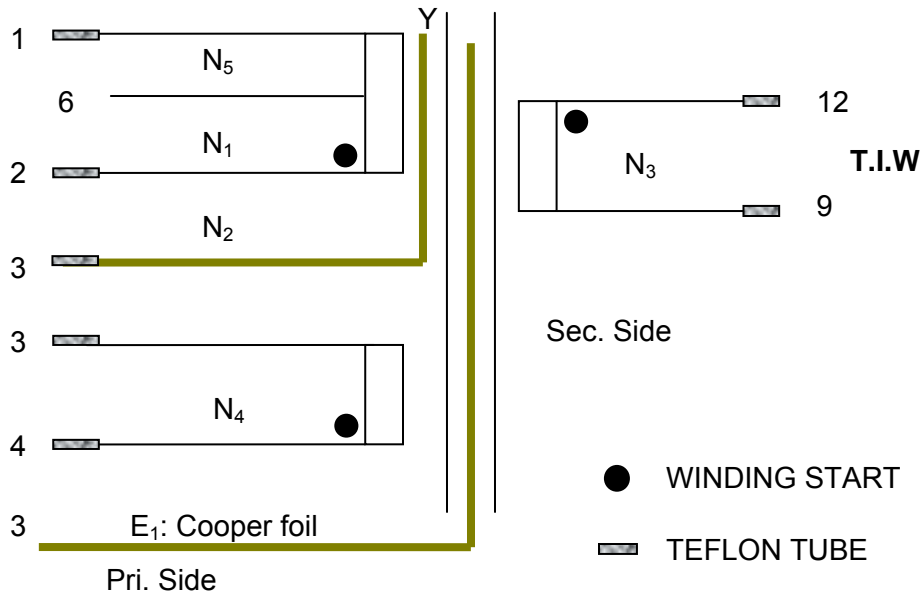 1
Y
N5
6
N1
2
N2
3
3
N4
4
3
E1: Cooper foil
Pri. Side
12
T.I.W
N3
9
Sec. Side
WINDING START
TEFLON TUBE